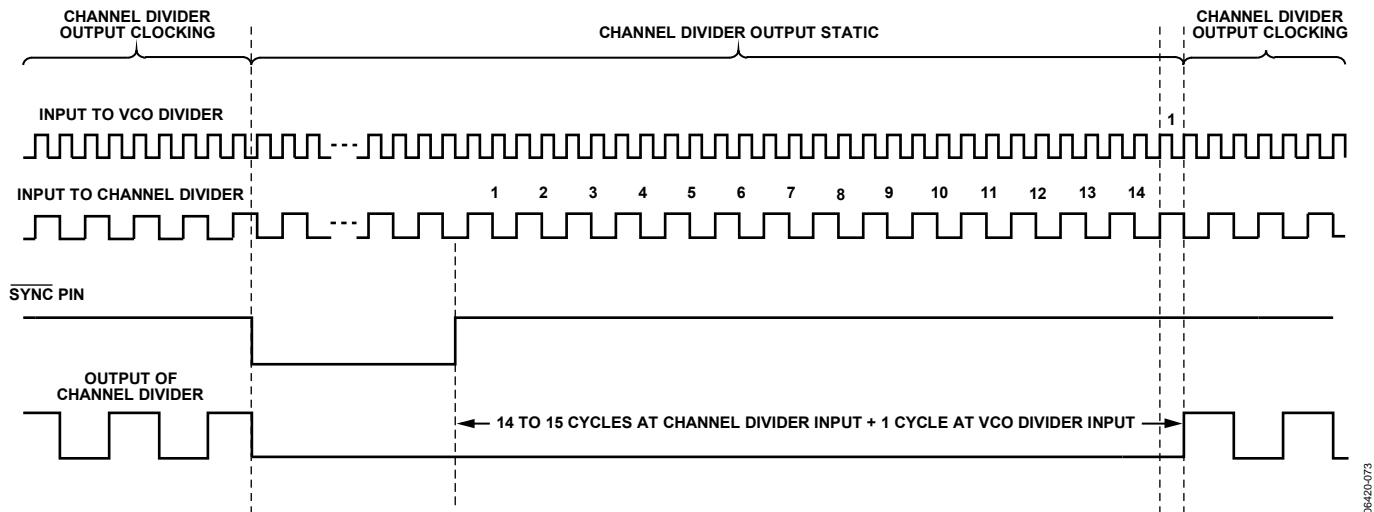 CHANNEL DIVIDER
OUTPUT CLOCKING
CHANNEL DIVIDER OUTPUT STATIC
CHANNEL DIVIDER
OUTPUT CLOCKING
INPUT TO VCO DIVIDER
1
INPUT TO CHANNEL DIVIDER
1 2 3 4 5 6 7 8 9 10 11 12 13 14
SYNC PIN
OUTPUT OF
CHANNEL DIVIDER
14 TO 15 CYCLES AT CHANNEL DIVIDER INPUT + 1 CYCLE AT VCO DIVIDER INPUT
06420-073